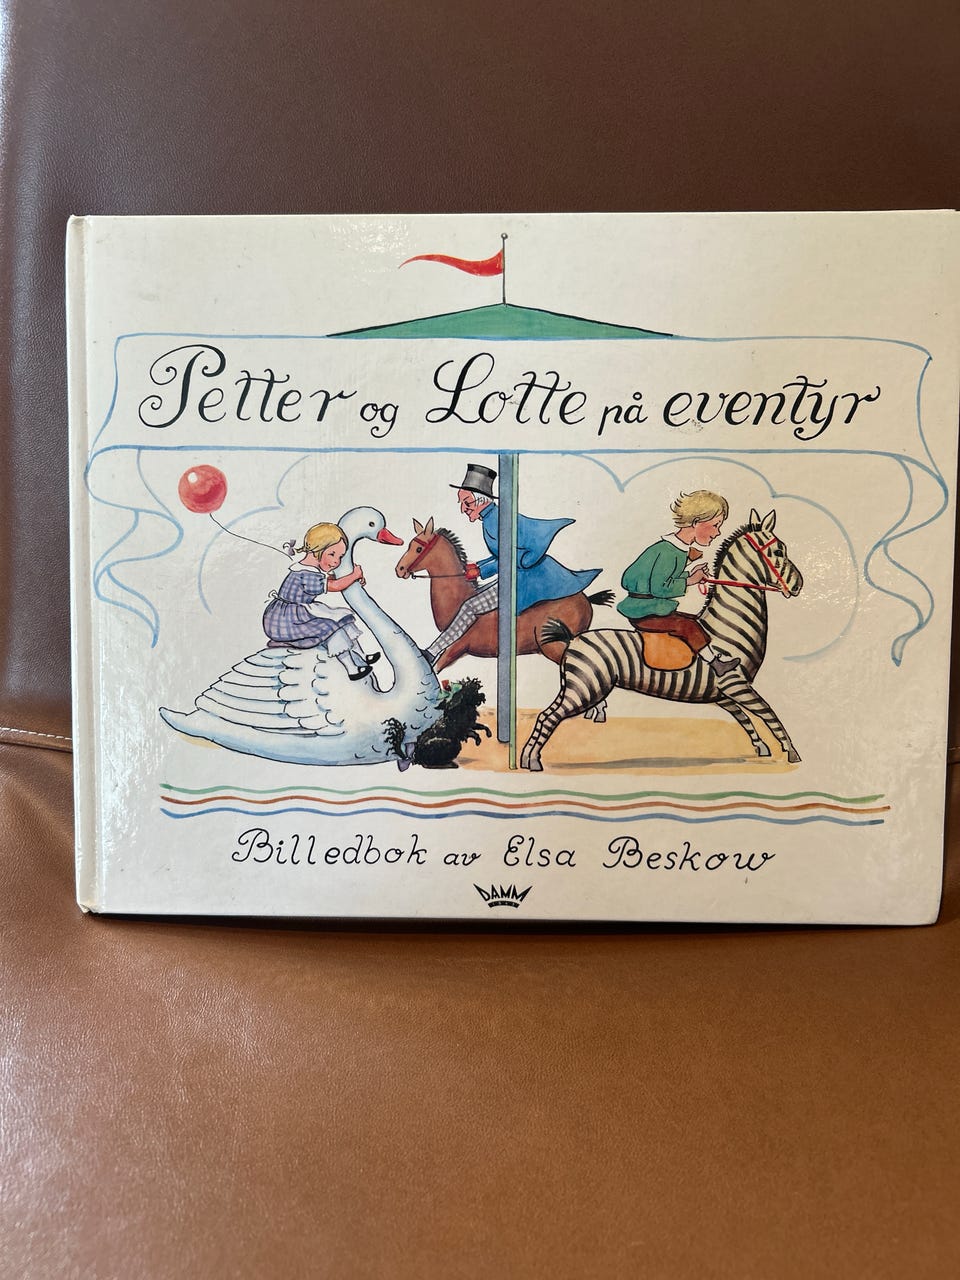 Petter og Lotte på eventyr
Billedbok av Elsa Beskow
DAMM